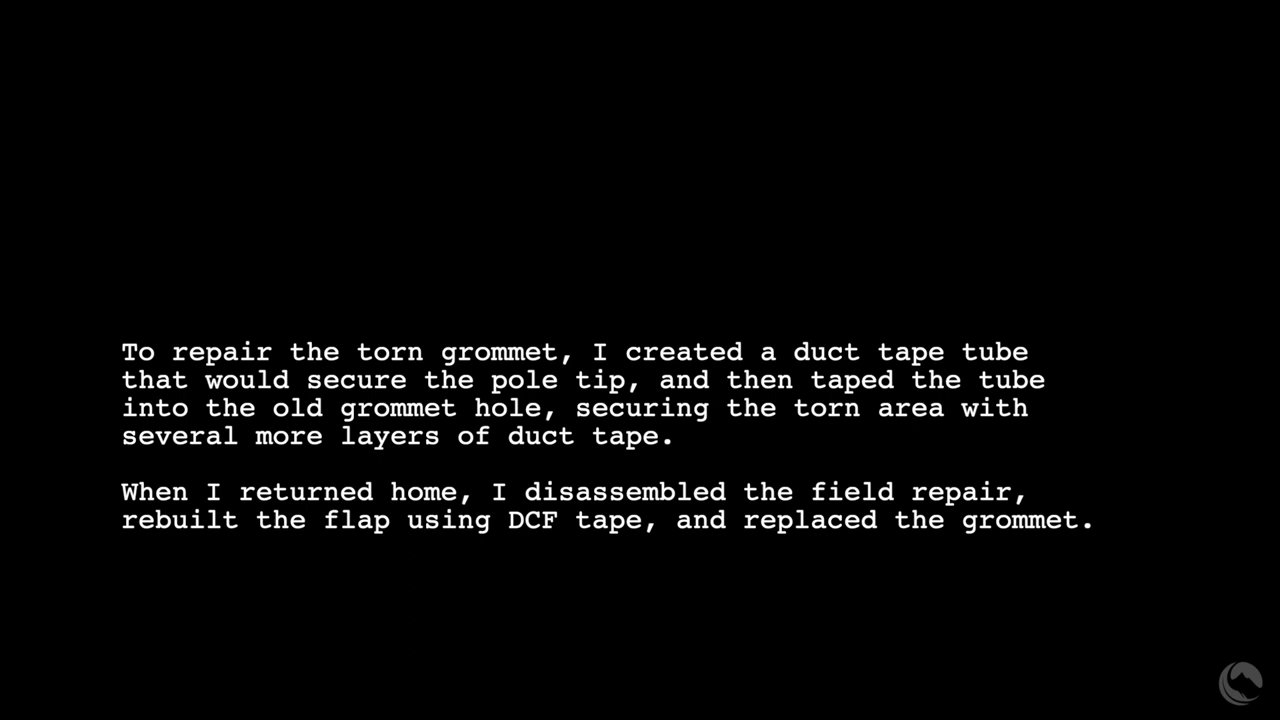 To repair the torn grommet, I created a duct tape tube
that would secure the pole tip, and then taped the tube
into the old grommet hole, securing the torn area with
several more layers of duct tape.
When I returned home, I disassembled the field repair,
rebuilt the flap using DCF tape, and replaced the grommet.